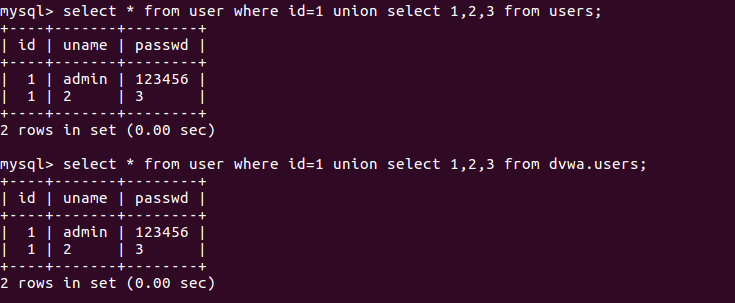 mysql> select * from user where id=1 union select 1,2,3 from users;
+----+-------+--------+
| id | uname | passwd |
+----+-------+--------+
|  1 | admin | 123456 |
|  1 | 2     | 3      |
+----+-------+--------+
2 rows in set (0.00 sec)
mysql> select * from user where id=1 union select 1,2,3 from dvwa.users;
+----+-------+--------+
| id | uname | passwd |
+----+-------+--------+
|  1 | admin | 123456 |
|  1 | 2     | 3      |
+----+-------+--------+
2 rows in set (0.00 sec)